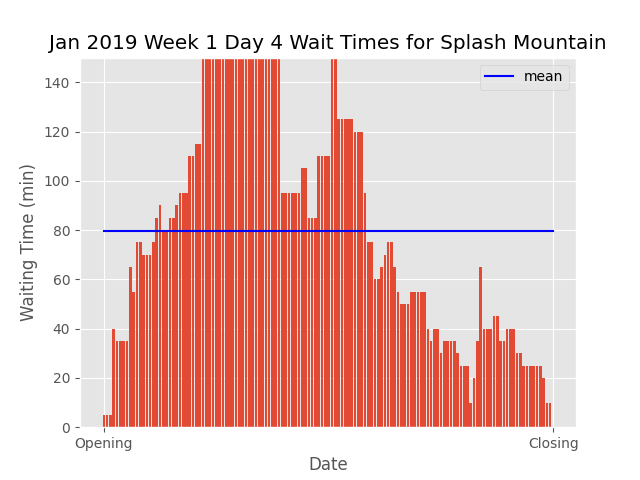 Jan 2019 Week 1 Day 4 Wait Times for Splash Mountain
mean
140
120
100
80
60
40
20
0
Waiting Time (min)
Opening
Closing
Date